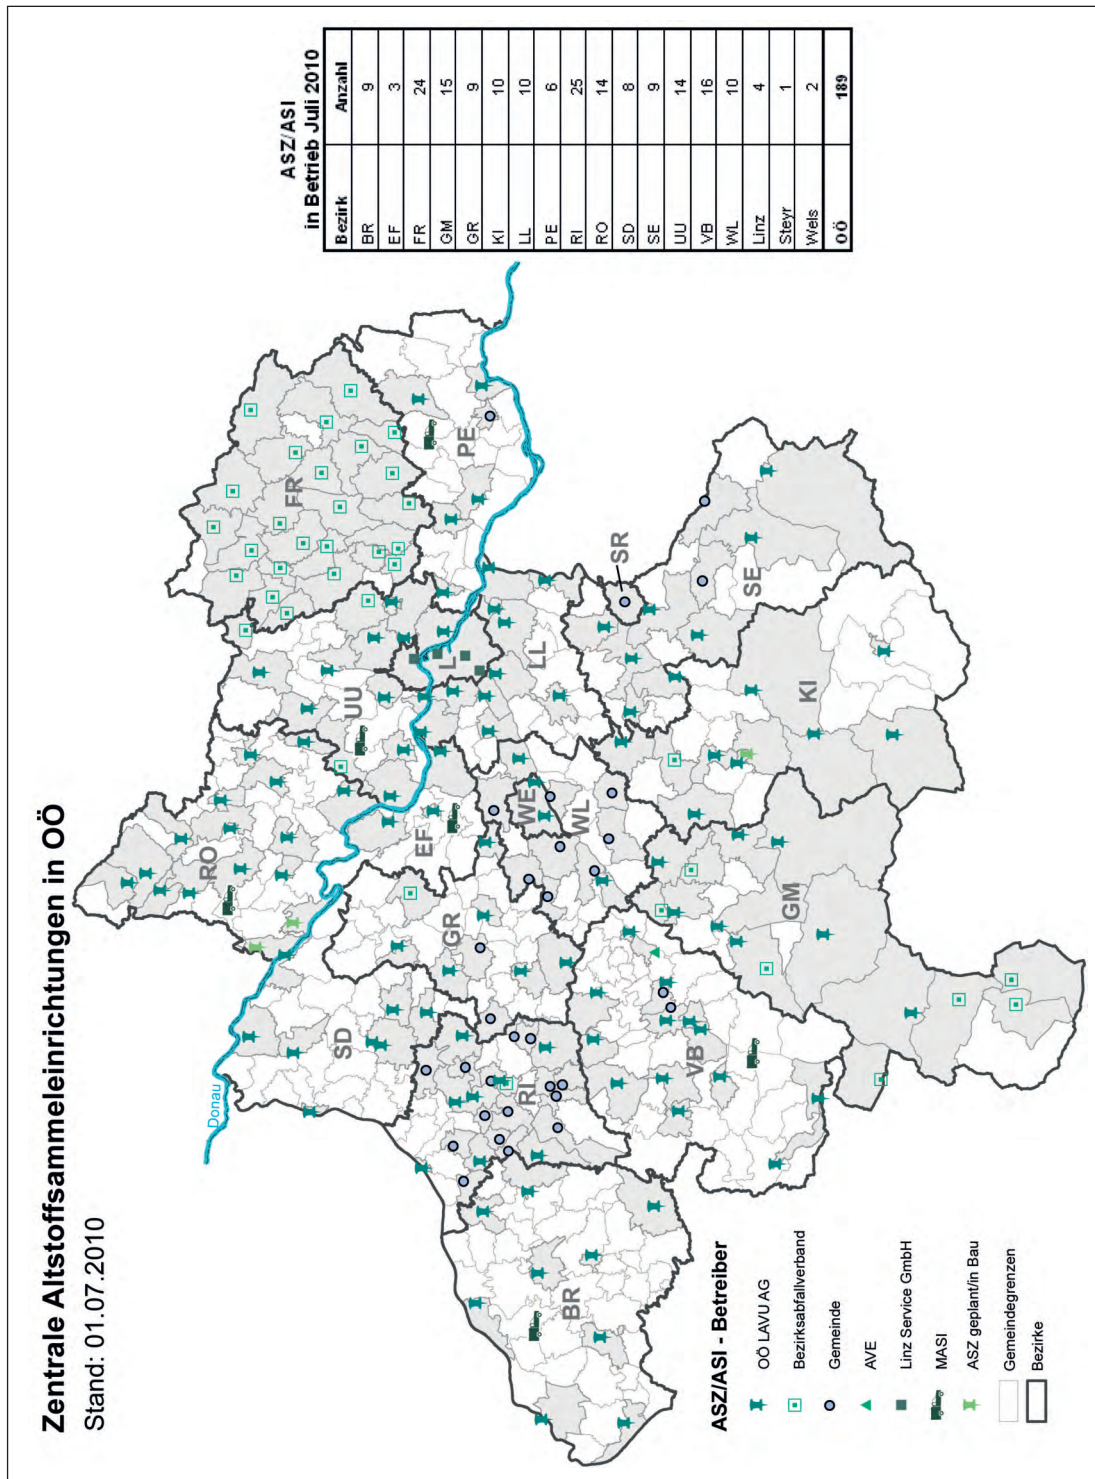 Zentrale Altstoffsammeleinrichtungen in OÖ
Stand: 01.07.2010
Donau
RO
FR
UU
PE
SD
GR
EF
L
WE
WL
LL
SR
RI
BR
VB
GM
KI
SE
ASZ/ASI
in Betrieb Juli 2010
Bezirk Anzahl
BR 9
EF 3
FR 24
GM 15
GR 9
KI 10
LL 10
PE 6
RI 25
RO 14
SD 8
SE 9
UU 14
VB 16
WL 10
Linz 4
Steyr 1
Wels 2
OÖ 189
ASZ/ASI - Betreiber
OÖ LAVU AG
Bezirksabfallverband
Gemeinde
AVE
Linz Service GmbH
MASI
ASZ geplant/in Bau
Gemeindegrenzen
Bezirke